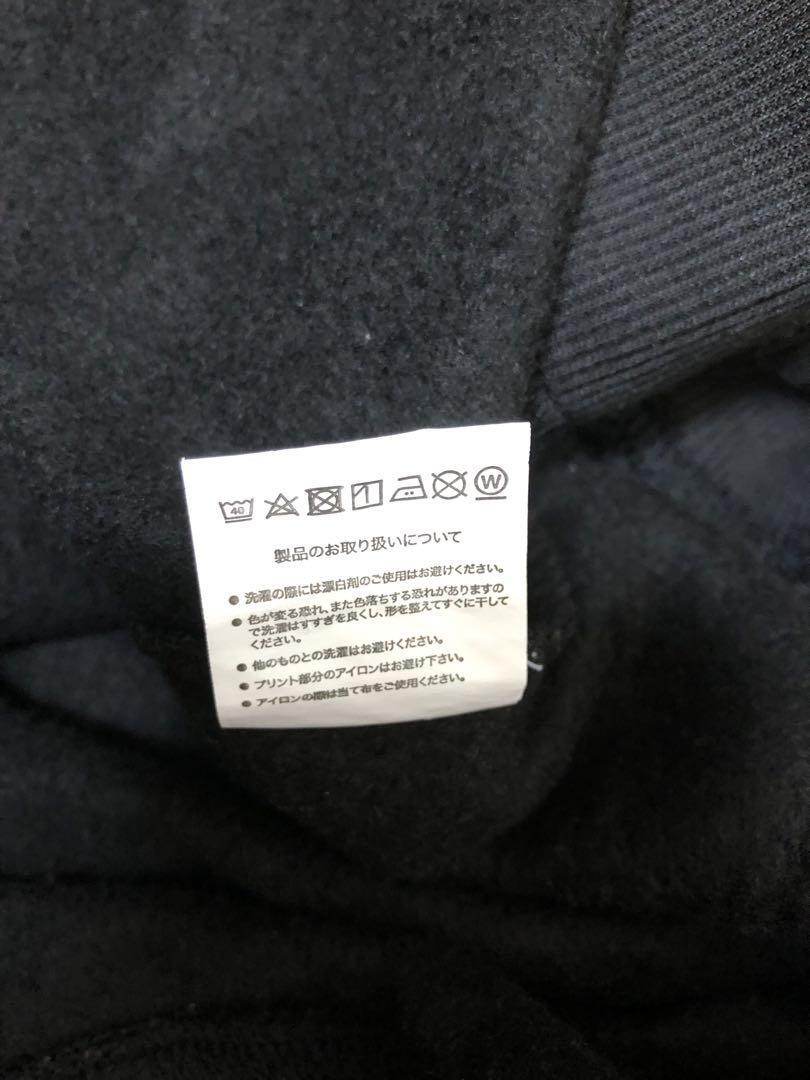 40 W
製品のお取り扱いについて
● 洗濯の際には漂白剤のご使用はお避けください。
● 色が変る恐れ、また色落ちする恐れがありますの
で洗濯はすすぎを良くし、形を整えてすぐに干して
ください。
● 他のものとの洗濯はお避けください。
● プリント部分のアイロンはお避け下さい。
● アイロンの際は当て布をご使用ください。